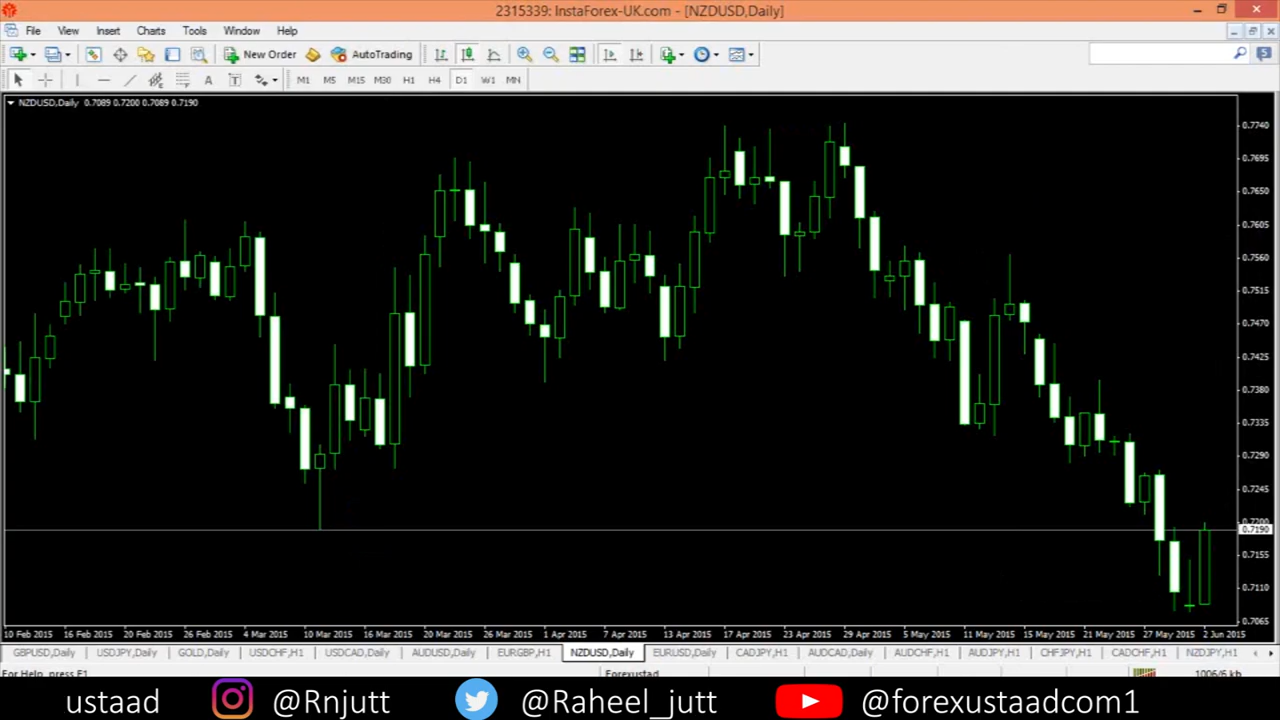 2315339: InstaForex-UK.com - [NZDUSD,Daily]
File View Insert Charts Tools Window Help
New Order AutoTrading 5
A T M1 M5 M15 M30 H1 H4 D1 W1 MN
NZDUSD,Daily 0.7089 0.7200 0.7089 0.7190
0.7740
0.7695
0.7650
0.7605
0.7560
0.7515
0.7470
0.7425
0.7380
0.7335
0.7290
0.7245
0.7200
0.7190
0.7155
0.7110
0.7065
10 Feb 2015 16 Feb 2015 20 Feb 2015 26 Feb 2015 4 Mar 2015 10 Mar 2015 16 Mar 2015 20 Mar 2015 26 Mar 2015 1 Apr 2015 7 Apr 2015 13 Apr 2015 17 Apr 2015 23 Apr 2015 29 Apr 2015 5 May 2015 11 May 2015 15 May 2015 21 May 2015 27 May 2015 2 Jun 2015
GBPUSD,Daily USDJPY,Daily GOLD,Daily USDCHF,H1 USDCAD,Daily AUDUSD,Daily EURGBP,H1 NZDUSD,Daily EURUSD,Daily CADJPY,H1 AUDCAD,Daily AUDCHF,H1 AUDJPY,H1 CHFJPY,H1 CADCHF,H1 NZDJPY,H1
For Help, press F1 Forexustad 1006/6 kb
ustaad @Rnjutt @Raheel_jutt @forexustaadcom1